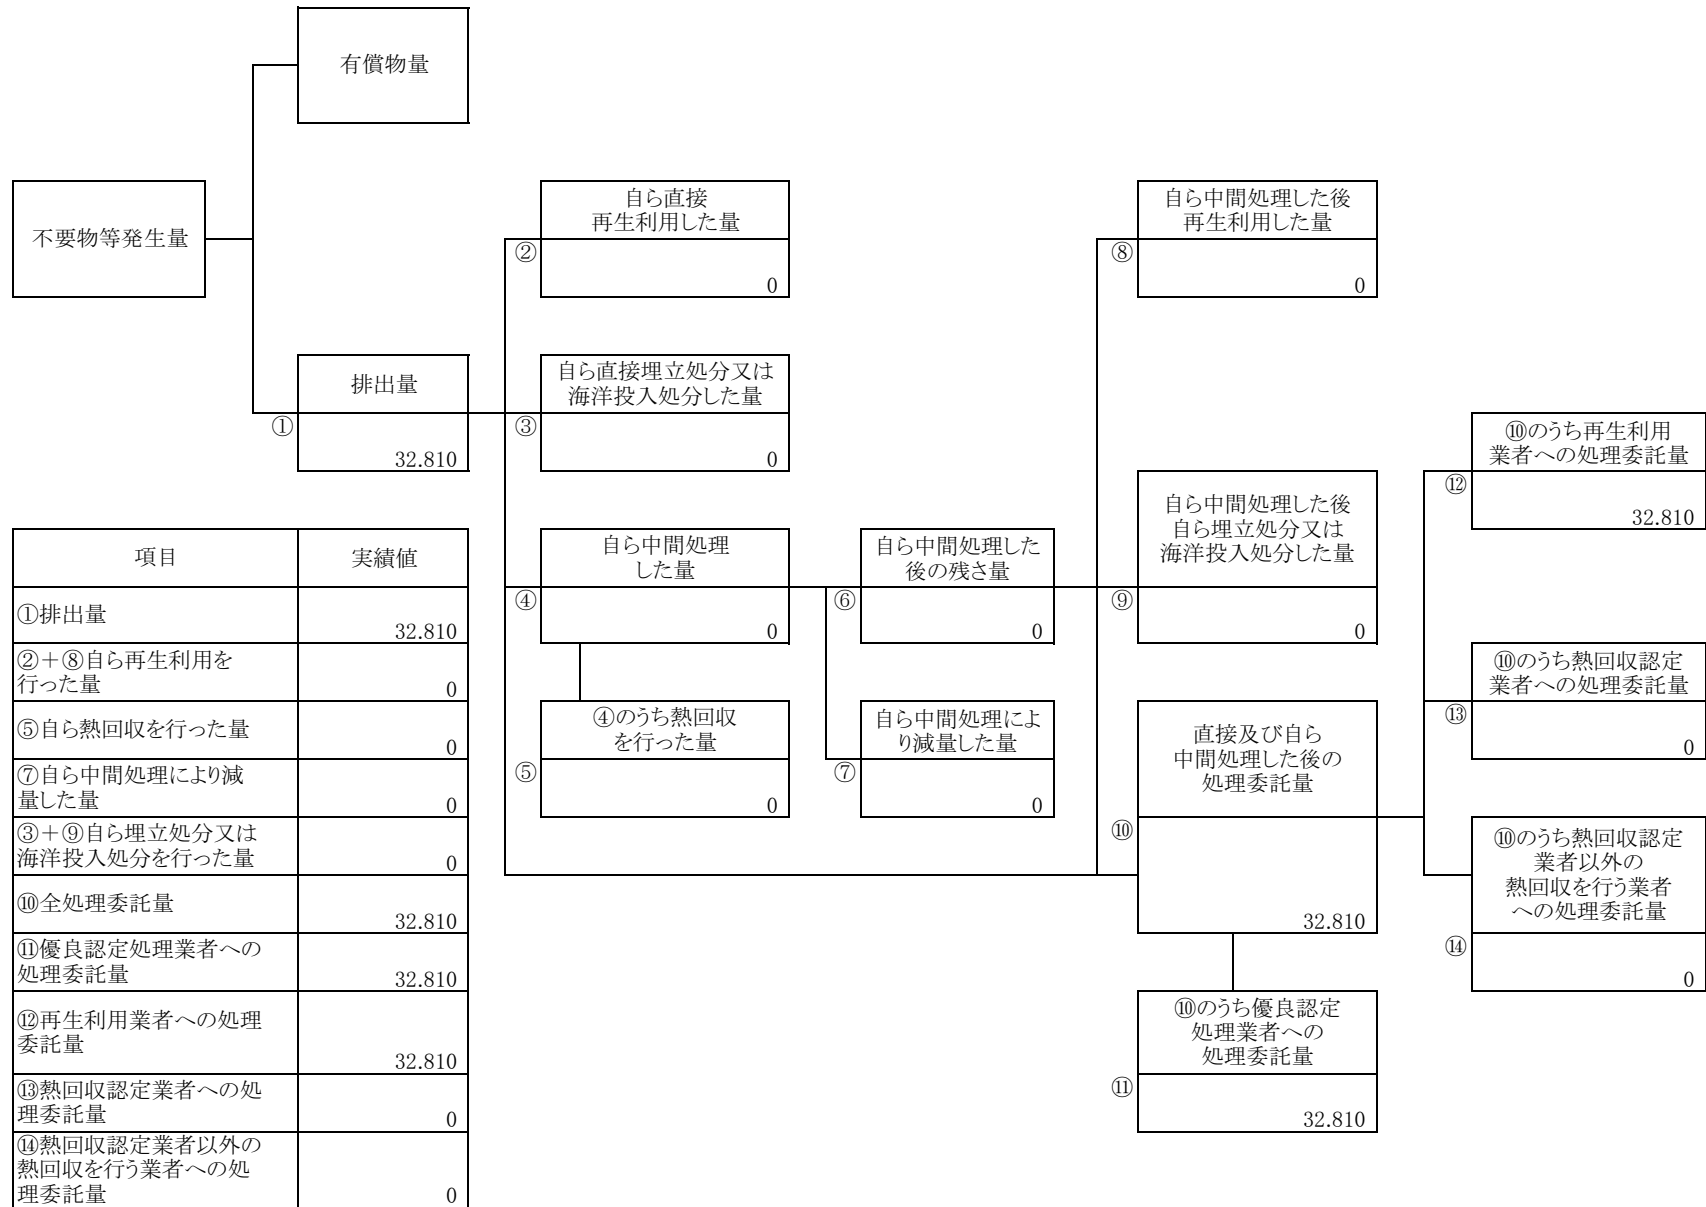 有償物量
不要物等発生量
排出量
①
32.810
自ら直接
再生利用した量
②
0
自ら直接埋立処分又は
海洋投入処分した量
③
0
自ら中間処理
した量
④
0
④のうち熱回収
を行った量
⑤
0
自ら中間処理した
後の残さ量
⑥
0
自ら中間処理によ
り減量した量
⑦
0
自ら中間処理した後
再生利用した量
⑧
0
自ら中間処理した後
自ら埋立処分又は
海洋投入処分した量
⑨
0
直接及び自ら
中間処理した後の
処理委託量
⑩
32.810
⑩のうち優良認定
処理業者への
処理委託量
⑪
32.810
⑩のうち再生利用
業者への処理委託量
⑫
32.810
⑩のうち熱回収認定
業者への処理委託量
⑬
0
⑩のうち熱回収認定
業者以外の
熱回収を行う業者
への処理委託量
⑭
0
項目 実績値
①排出量
32.810
②+⑧自ら再生利用を
行った量
0
⑤自ら熱回収を行った量
0
⑦自ら中間処理により減
量した量
0
③+⑨自ら埋立処分又は
海洋投入処分を行った量
0
⑩全処理委託量
32.810
⑪優良認定処理業者への
処理委託量
32.810
⑫再生利用業者への処理
委託量
32.810
⑬熱回収認定業者への処
理委託量
0
⑭熱回収認定業者以外の
熱回収を行う業者への処
理委託量
0